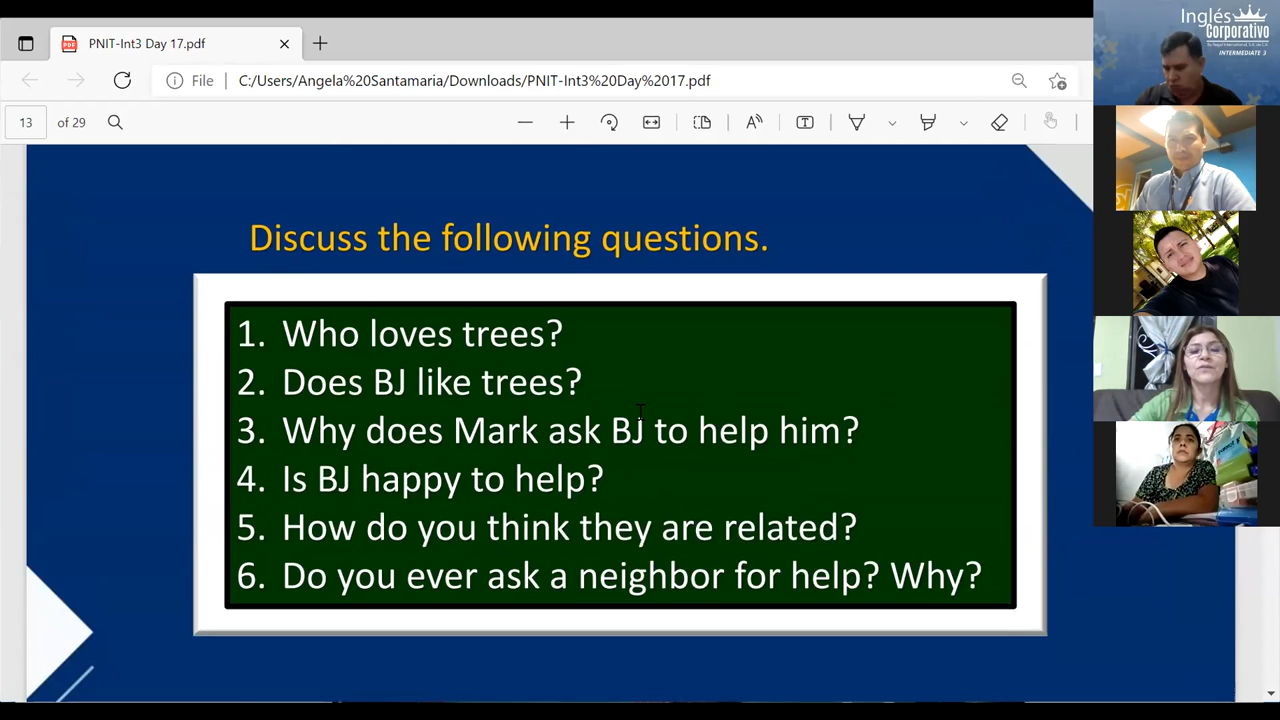 PNIT-Int3 Day 17.pdf
File
C:/Users/Angela%20Santamaria/Downloads/PNIT-Int3%20Day%2017.pdf
13 of 29
Discuss the following questions.
1. Who loves trees?
2. Does BJ like trees?
3. Why does Mark ask BJ to help him?
4. Is BJ happy to help?
5. How do you think they are related?
6. Do you ever ask a neighbor for help? Why?
Inglés
Corporativo
INTERMEDIATE 3